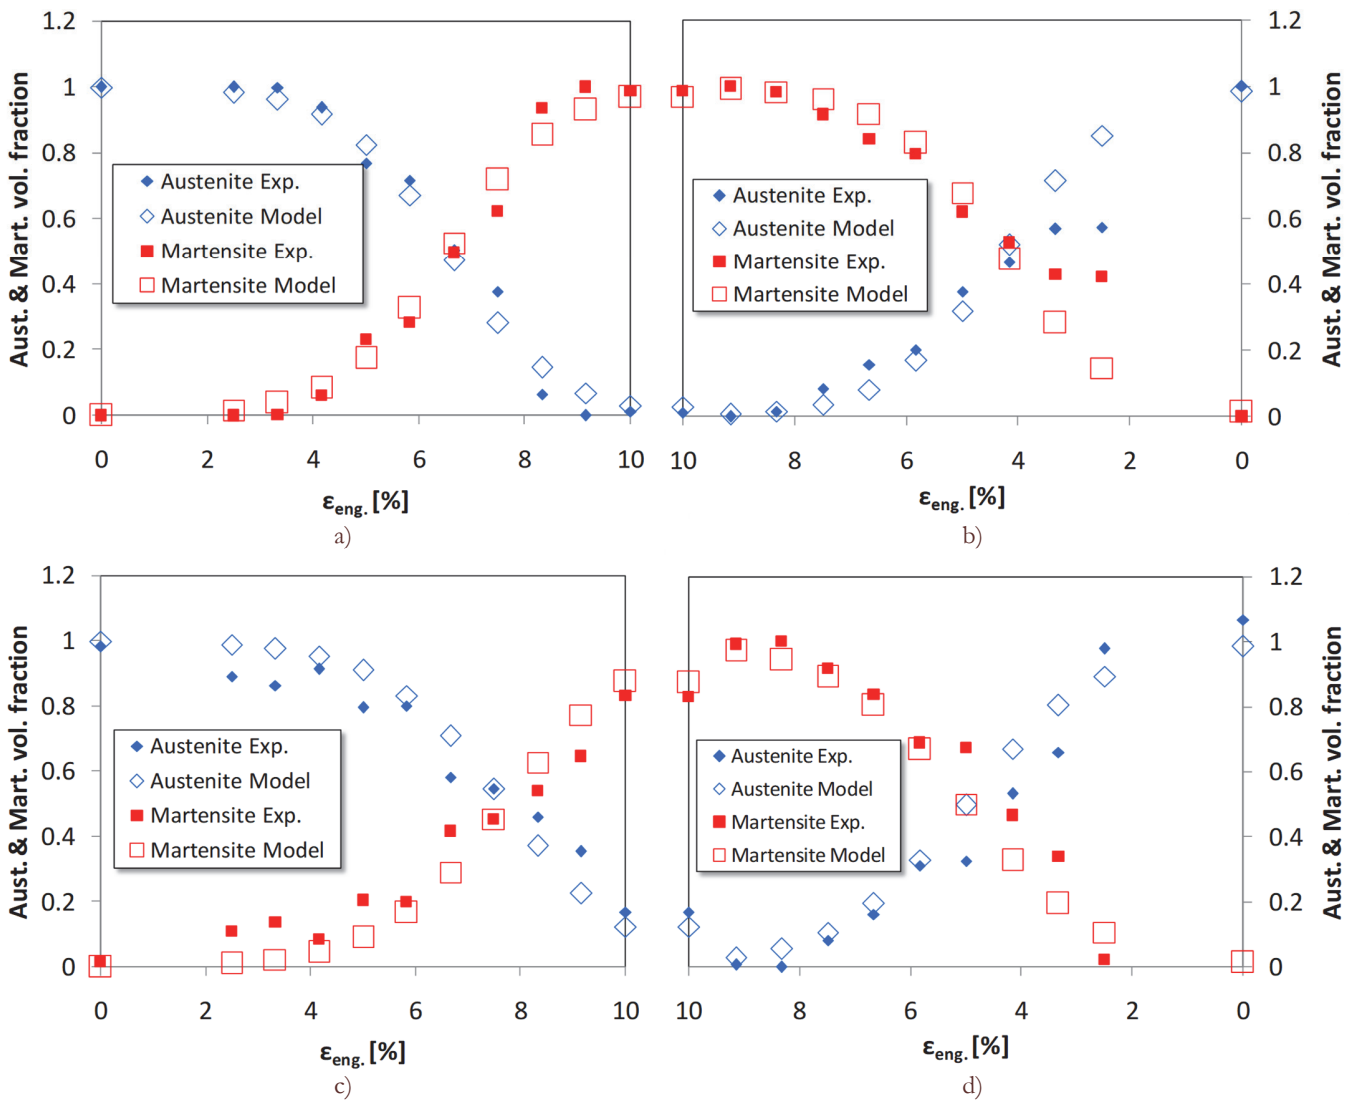 1.2
1
0.8
0.6
0.4
0.2
0
Aust. & Mart. vol. fraction
Austenite Exp.
Austenite Model
Martensite Exp.
Martensite Model
0 2 4 6 8 10
εeng. [%]
a)
1.2
1
0.8
0.6
0.4
0.2
0
Aust. & Mart. vol. fraction
Austenite Exp.
Austenite Model
Martensite Exp.
Martensite Model
10 8 6 4 2 0
εeng. [%]
b)
1.2
1
0.8
0.6
0.4
0.2
0
Aust. & Mart. vol. fraction
Austenite Exp.
Austenite Model
Martensite Exp.
Martensite Model
0 2 4 6 8 10
εeng. [%]
c)
1.2
1
0.8
0.6
0.4
0.2
0
Aust. & Mart. vol. fraction
Austenite Exp.
Austenite Model
Martensite Exp.
Martensite Model
10 8 6 4 2 0
εeng. [%]
d)